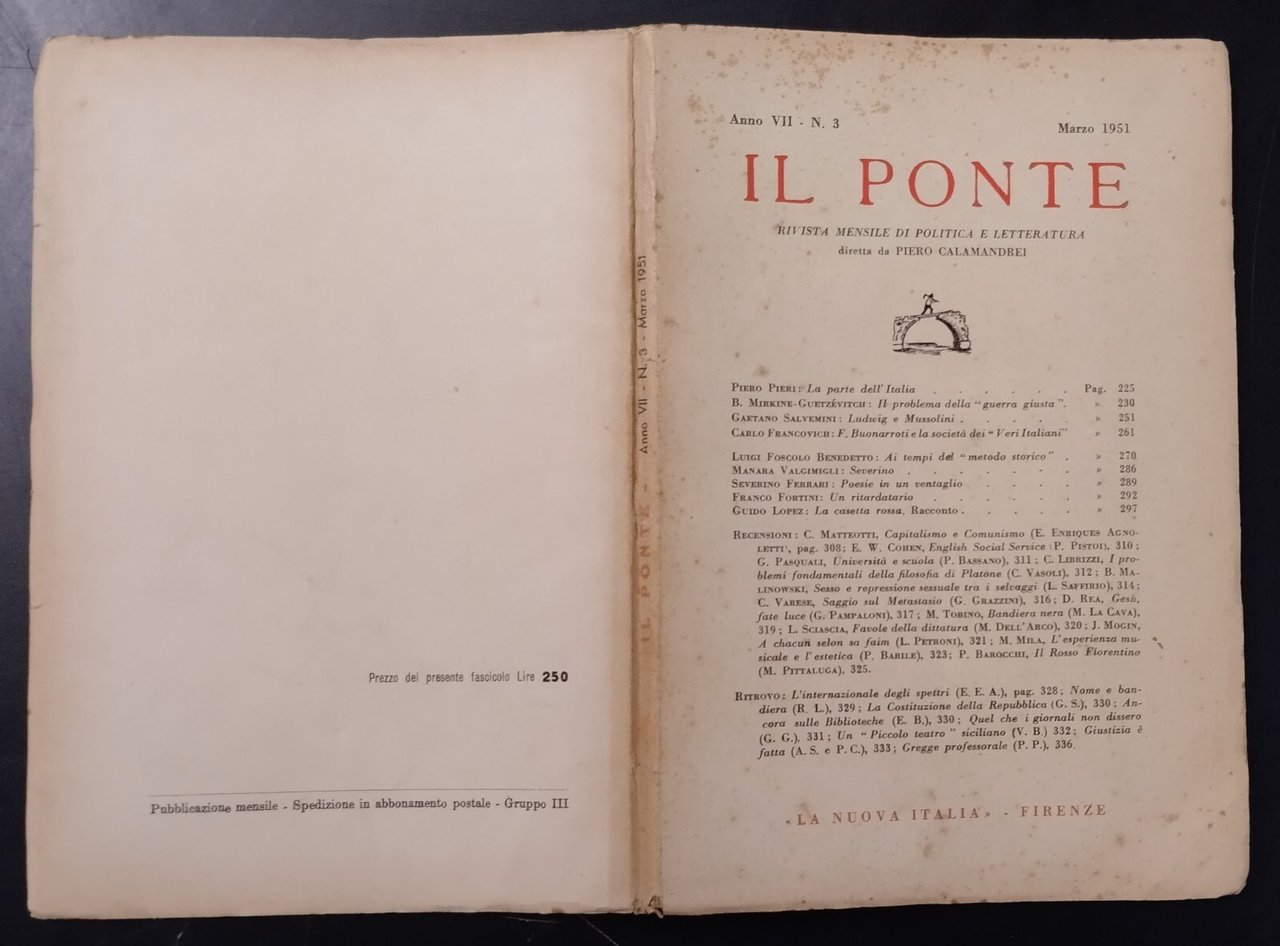 Prezzo del presente fascicolo Lire 250
Pubblicazione mensile - Spedizione in abbonamento postale - Gruppo III
IL PONTE - Anno VII - N. 3 - Marzo 1951
Anno VII - N. 3 Marzo 1951
IL PONTE
RIVISTA MENSILE DI POLITICA E LETTERATURA
diretta da PIERO CALAMANDREI
PIERO PIERI: La parte dell'Italia . . . . . . Pag. 225
B. MIRKINE-GUETZÉVITCH: Il problema della "guerra giusta". » 230
GAETANO SALVEMINI: Ludwig e Mussolini . . . . . » 251
CARLO FRANCOVICH: F. Buonarroti e la società dei "Veri Italiani" » 261
LUIGI FOSCOLO BENEDETTO: Ai tempi del "metodo storico" . » 270
MANARA VALGIMIGLI: Severino . . . . . - . » 286
SEVERINO FERRARI: Poesie in un ventaglio . . . . » 289
FRANCO FORTINI: Un ritardatario . . . . . . » 292
GUIDO LOPEZ: La casetta rossa. Racconto . . . . . » 297
RECENSIONI: C. MATTEOTTI, Capitalismo e Comunismo (E. ENRIQUES AGNO-
LETTI), pag. 308; E. W. COHEN, English Social Service (P. PISTOI), 310;
G. PASQUALI, Università e scuola (P. BASSANO), 311; C. LIBRIZZI, I pro-
blemi fondamentali della filosofia di Platone (C. VASOLI), 312; B. MA-
LINOWSKI, Sesso e repressione sessuale tra i selvaggi (L. SAFFIRIO), 314;
C. VARESE, Saggio sul Metastasio (G. GRAZZINI), 316; D. REA, Gesù,
fate luce (G. PAMPALONI), 317; M. TOBINO, Bandiera nera (M. LA CAVA),
319; L. SCIASCIA, Favole della dittatura (M. DELL'ARCO), 320; J. MOGIN,
A chacun selon sa faim (L. PETRONI), 321; M. MILA, L'esperienza mu-
sicale e l'estetica (P. BARILE), 323; P. BAROCCHI, Il Rosso Fiorentino
(M. PITTALUGA), 325.
RITROVO: L'internazionale degli spettri (E. E. A.), pag. 328; Nome e ban-
diera (R. L.), 329; La Costituzione della Repubblica (G. S.), 330; An-
cora sulle Biblioteche (E. B.), 330; Quel che i giornali non dissero
(G. G.), 331; Un "Piccolo teatro" siciliano (V. B.) 332; Giustizia è
fatta (A. S. e P. C.), 333; Gregge professorale (P. P.), 336.
«LA NUOVA ITALIA» - FIRENZE